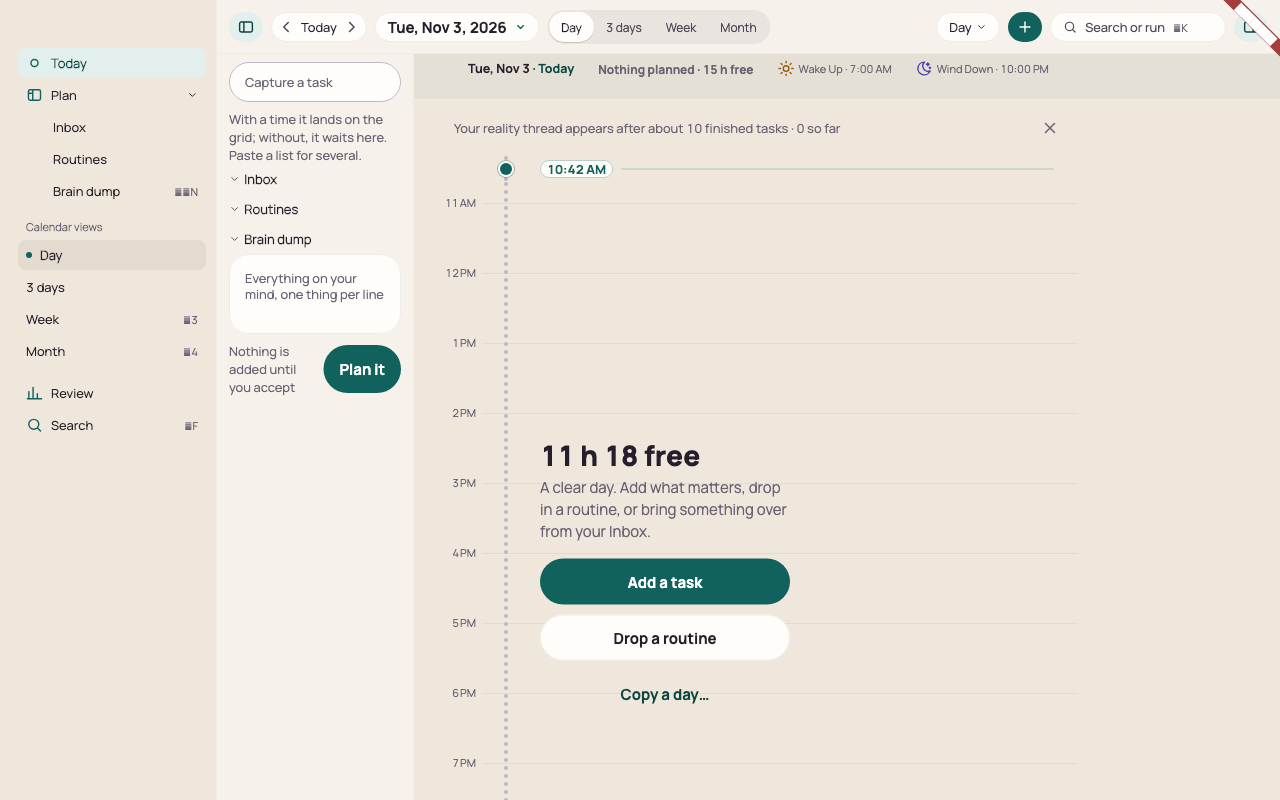 Today
Plan
Inbox
Routines
Brain dump
N
Calendar views
Day
3 days
Week
3
Month
4
Review
Search
F
Today
Tue, Nov 3, 2026
Day
3 days
Week
Month
Day
Search or run
K
Capture a task
With a time it lands on the
grid; without, it waits here.
Paste a list for several.
Inbox
Routines
Brain dump
Everything on your
mind, one thing per line
Nothing is
added until
you accept
Plan it
Tue, Nov 3 · Today
Nothing planned · 15 h free
Wake Up · 7:00 AM
Wind Down · 10:00 PM
Your reality thread appears after about 10 finished tasks · 0 so far
10:42 AM
11 AM
12 PM
1 PM
2 PM
11 h 18 free
3 PM
A clear day. Add what matters, drop
in a routine, or bring something over
from your Inbox.
4 PM
Add a task
5 PM
Drop a routine
6 PM
Copy a day…
7 PM